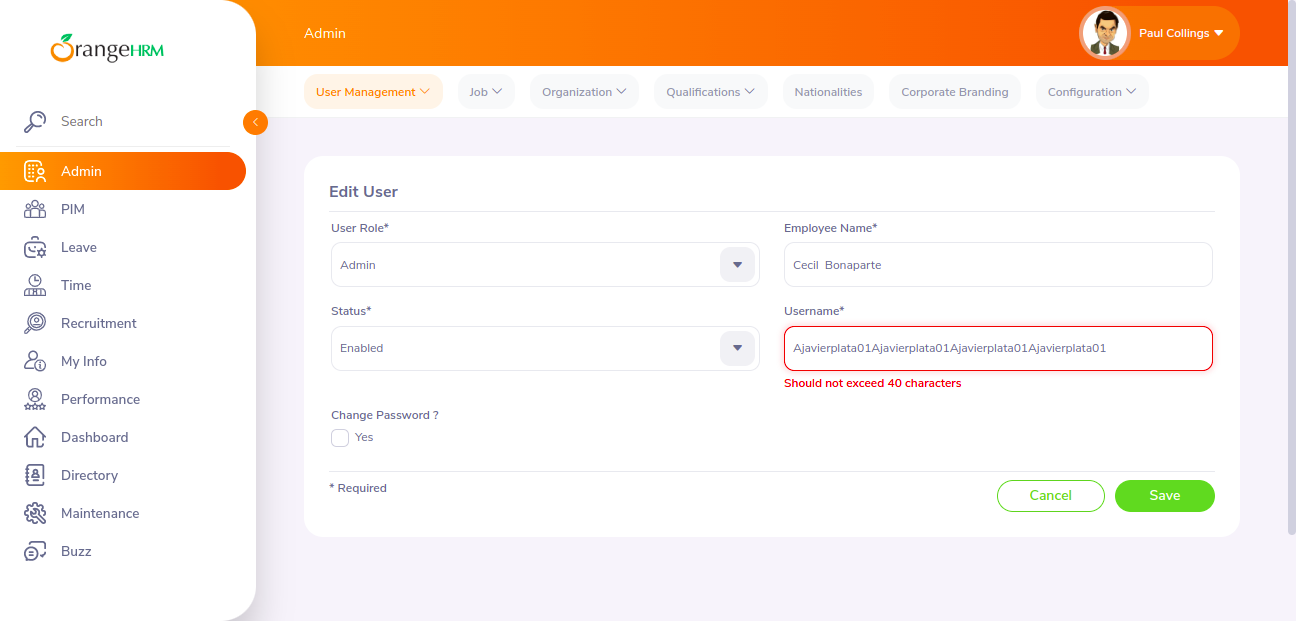 OrangeHRM
Admin
Paul Collings
User Management
Job
Organization
Qualifications
Nationalities
Corporate Branding
Configuration
Search
Admin
PIM
Leave
Time
Recruitment
My Info
Performance
Dashboard
Directory
Maintenance
Buzz
Edit User
User Role*
Admin
Employee Name*
Cecil  Bonaparte
Status*
Enabled
Username*
Ajavierplata01Ajavierplata01Ajavierplata01Ajavierplata01
Should not exceed 40 characters
Change Password ?
Yes
* Required
Cancel
Save